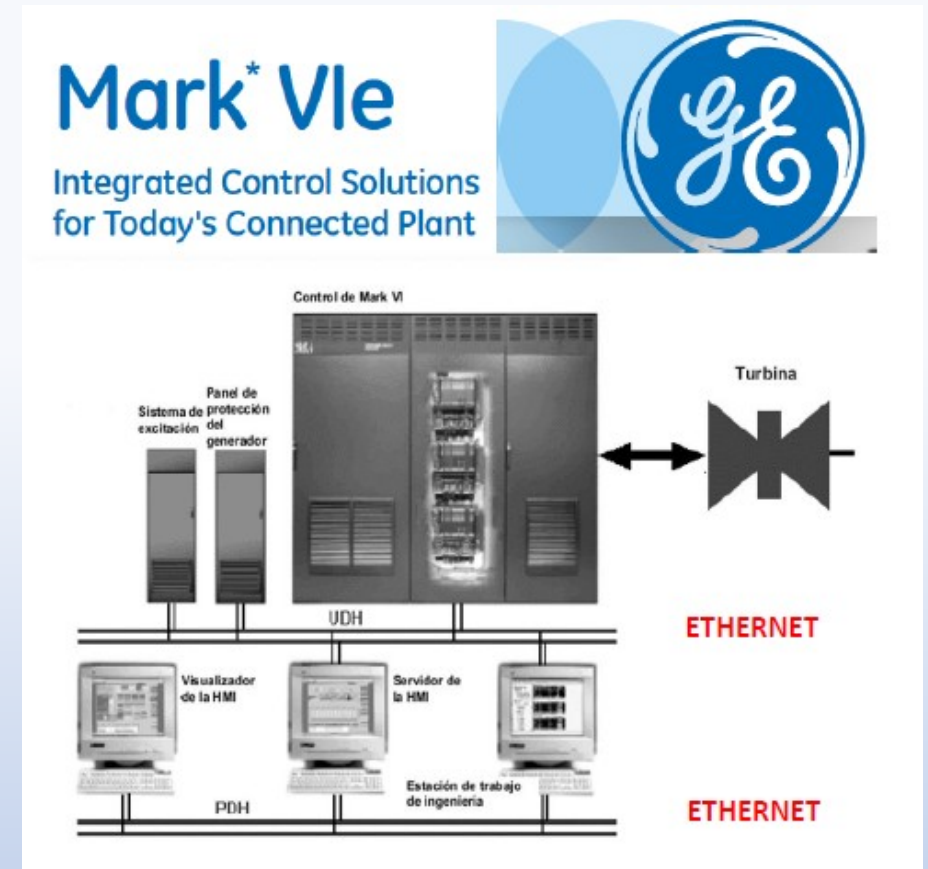 Mark* VIe
Integrated Control Solutions
for Today's Connected Plant
GE
Control de Mark VI
Turbina
Sistema de
excitación
Panel de
protección
del
generador
UDH
ETHERNET
Visualizador
de la HMI
Servidor de
la HMI
Estación de trabajo
de ingenieria
PDH
ETHERNET